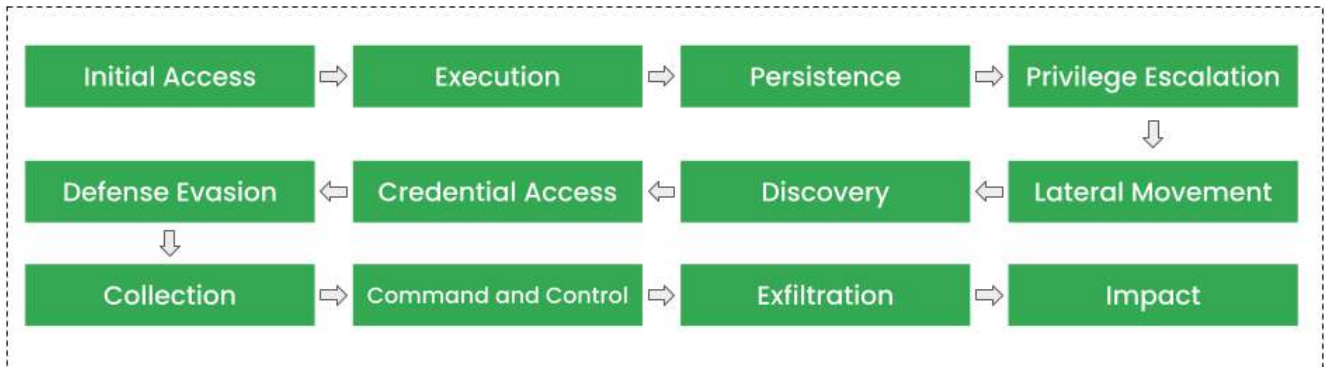 Initial Access
Execution
Persistence
Privilege Escalation
Lateral Movement
Discovery
Credential Access
Defense Evasion
Collection
Command and Control
Exfiltration
Impact